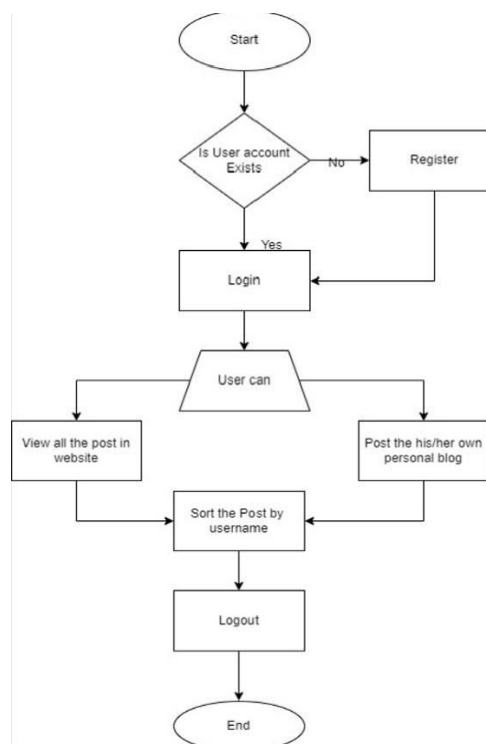 Start
Is User account
Exists
No
Register
Yes
Login
User can
View all the post in
website
Post the his/her own
personal blog
Sort the Post by
username
Logout
End